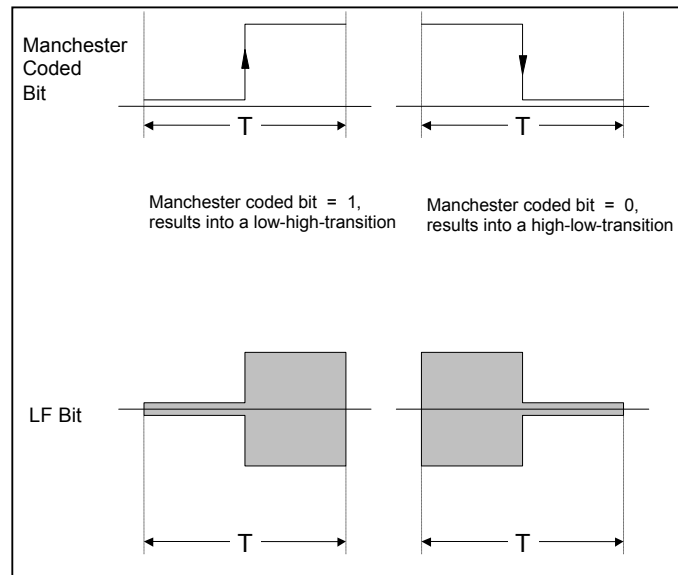 Manchester
Coded
Bit
T
T
Manchester coded bit = 1,
results into a low-high-transition
Manchester coded bit = 0,
results into a high-low-transition
LF Bit
T
T